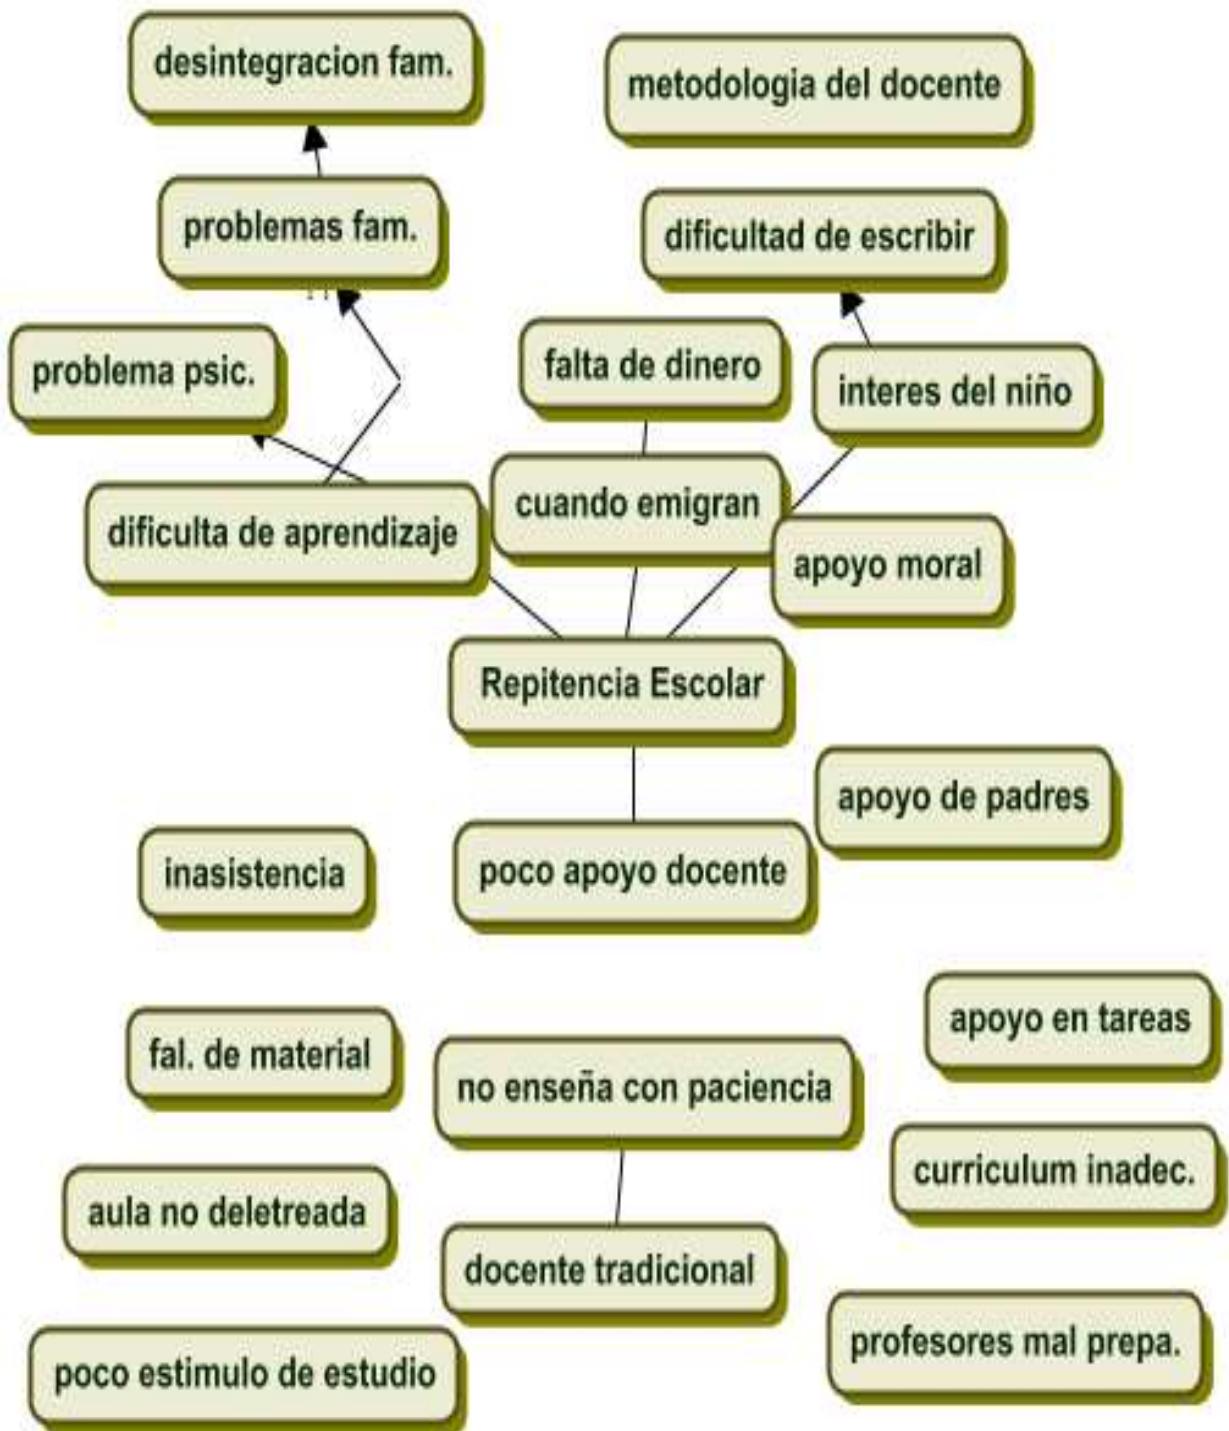 desintegracion fam.
metodologia del docente
problemas fam.
dificultad de escribir
problema psic.
falta de dinero
interes del niño
dificulta de aprendizaje
cuando emigran
apoyo moral
Repitencia Escolar
apoyo de padres
inasistencia
poco apoyo docente
apoyo en tareas
fal. de material
no enseña con paciencia
curriculum inadec.
aula no deletreada
docente tradicional
profesores mal prepa.
poco estimulo de estudio